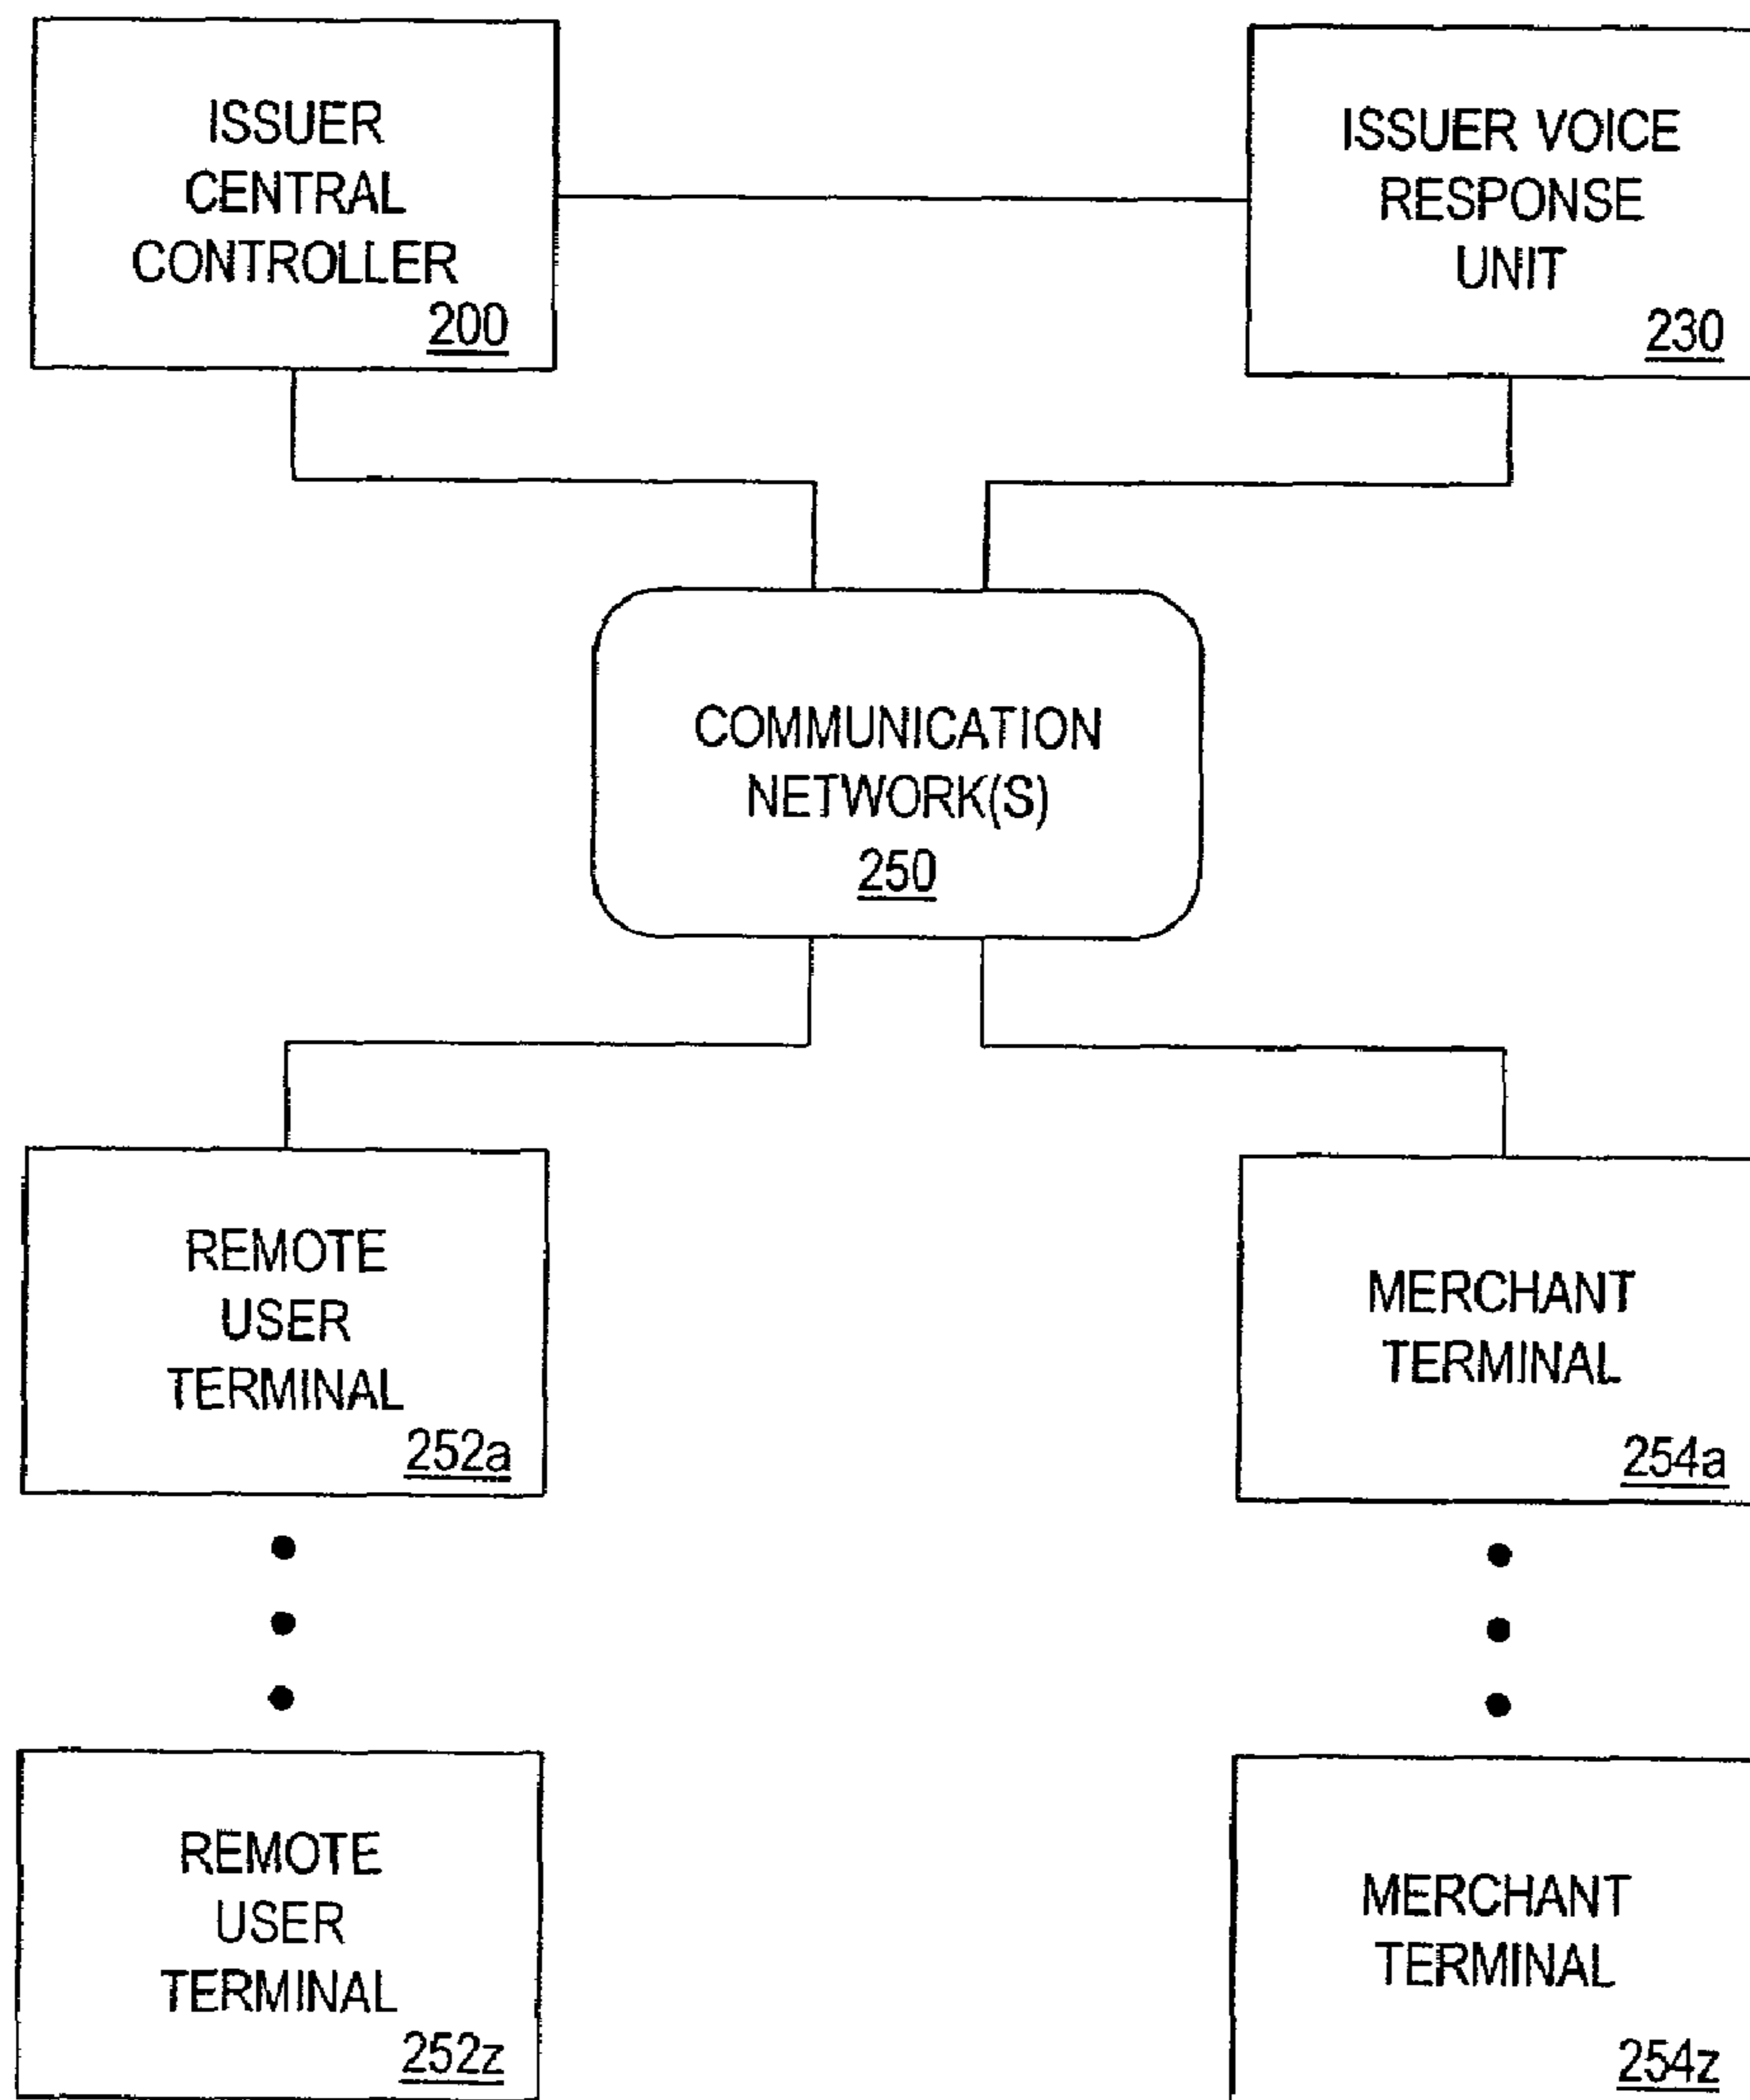 ISSUER
CENTRAL
CONTROLLER
200
ISSUER VOICE
RESPONSE
UNIT
230
COMMUNICATION
NETWORK(S)
250
REMOTE
USER
TERMINAL
252a
MERCHANT
TERMINAL
254a
REMOTE
USER
TERMINAL
252z
MERCHANT
TERMINAL
254z